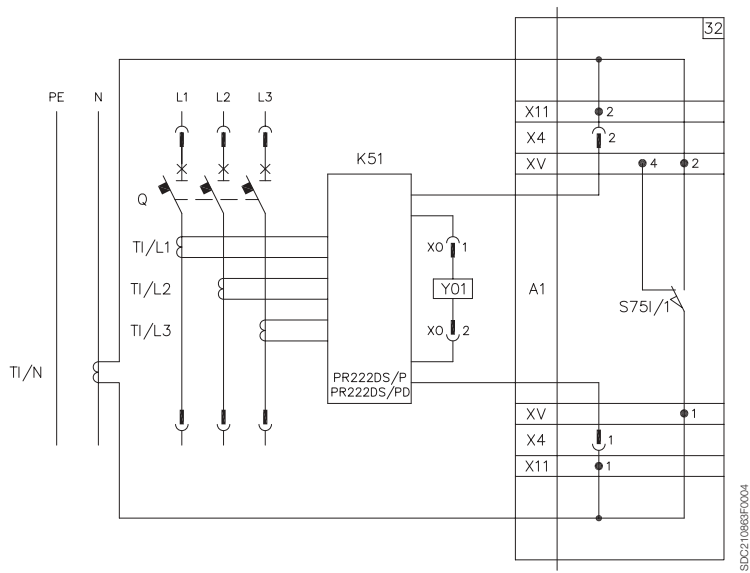 32
PE N L1 L2 L3
X11 2
X4 2
K51
XV 4 2
Q
TI/L1
X0 1
TI/L2
Y01
A1
S75I/1
TI/L3
X0 2
TI/N
PR222DS/P
PR222DS/PD
XV 1
X4 1
X11 1
SDC210863F0004